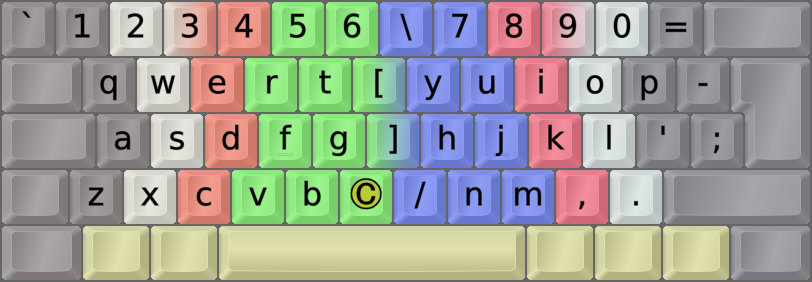 ` 1 2 3 4 5 6 \ 7 8 9 0 =
q w e r t [ y u i o p -
a s d f g ] h j k l ' ;
z x c v b © / n m , .